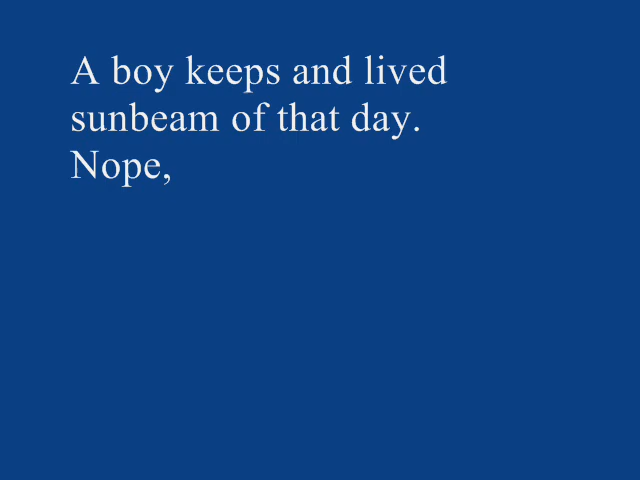 A boy keeps and lived
sunbeam of that day.
Nope,